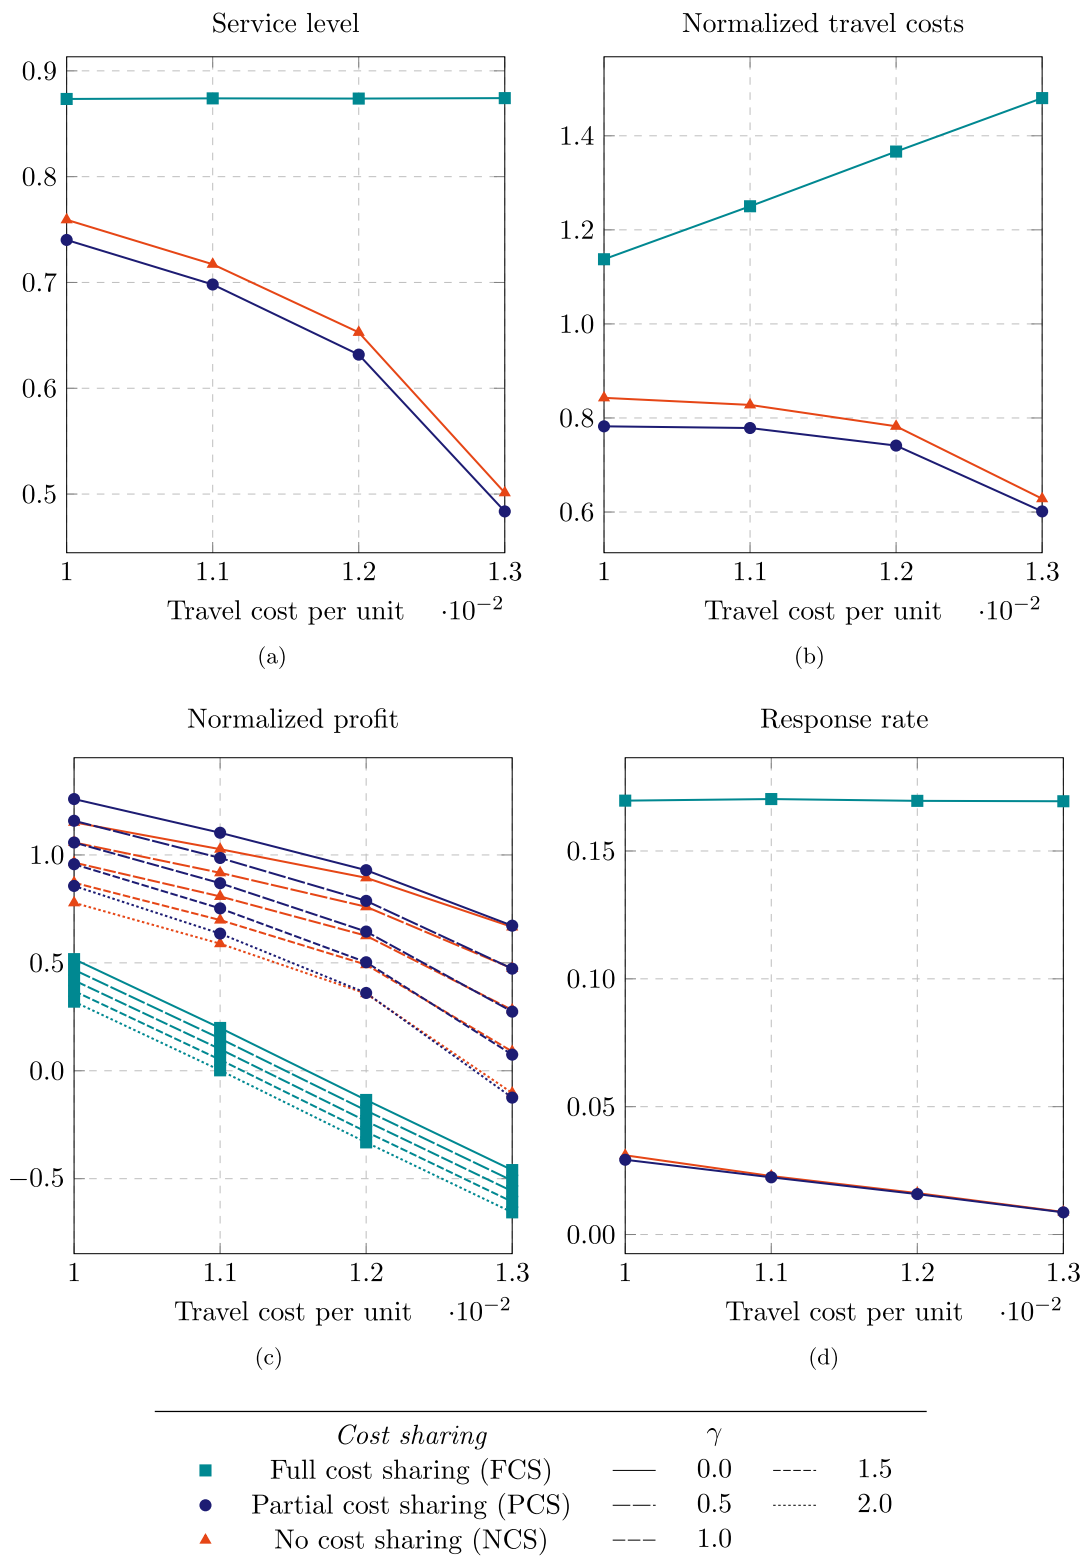 Service level
0.9
0.8
0.7
0.6
0.5
1 1.1 1.2 1.3
Travel cost per unit ·10−2
(a)
Normalized travel costs
1.4
1.2
1.0
0.8
0.6
1 1.1 1.2 1.3
Travel cost per unit ·10−2
(b)
Normalized profit
1.0
0.5
0.0
−0.5
1 1.1 1.2 1.3
Travel cost per unit ·10−2
(c)
Response rate
0.15
0.10
0.05
0.00
1 1.1 1.2 1.3
Travel cost per unit ·10−2
(d)
Cost sharing γ
Full cost sharing (FCS) 0.0 1.5
Partial cost sharing (PCS) 0.5 2.0
No cost sharing (NCS) 1.0